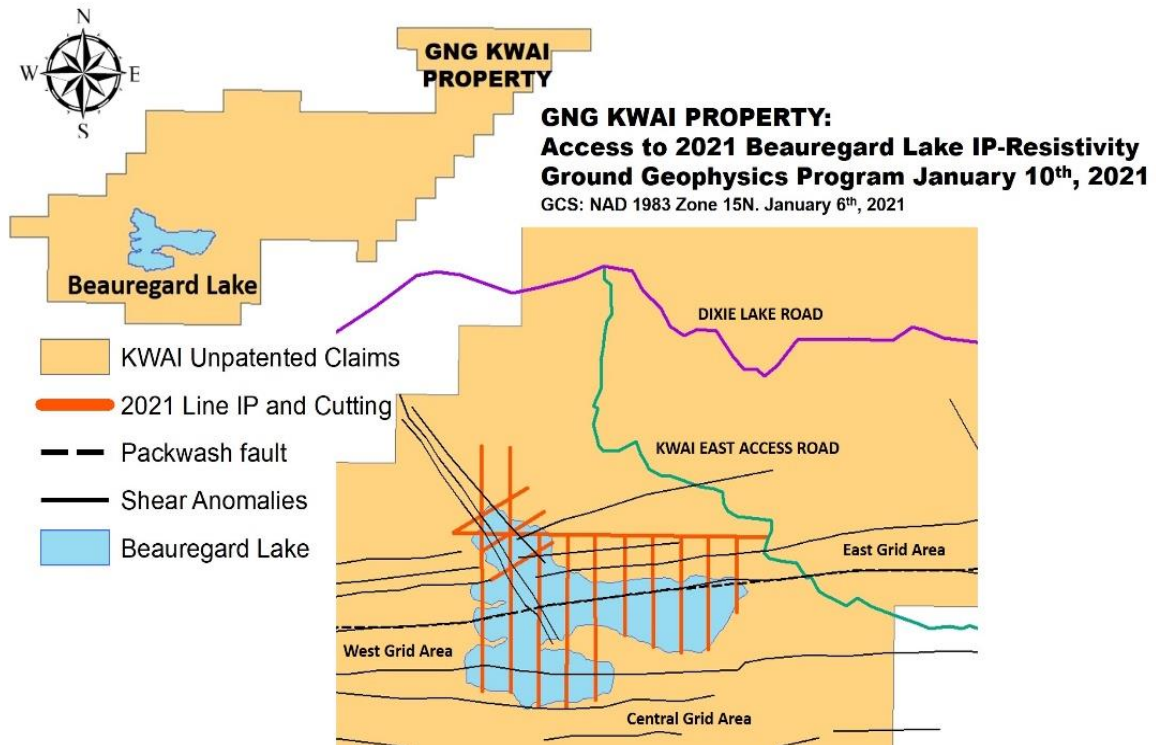 N
W E
S
GNG KWAI
PROPERTY
GNG KWAI PROPERTY:
Access to 2021 Beauregard Lake IP-Resistivity
Ground Geophysics Program January 10th, 2021
GCS: NAD 1983 Zone 15N. January 6th, 2021
Beauregard Lake
KWAI Unpatented Claims
2021 Line IP and Cutting
Packwash fault
Shear Anomalies
Beauregard Lake
DIXIE LAKE ROAD
KWAI EAST ACCESS ROAD
East Grid Area
West Grid Area
Central Grid Area